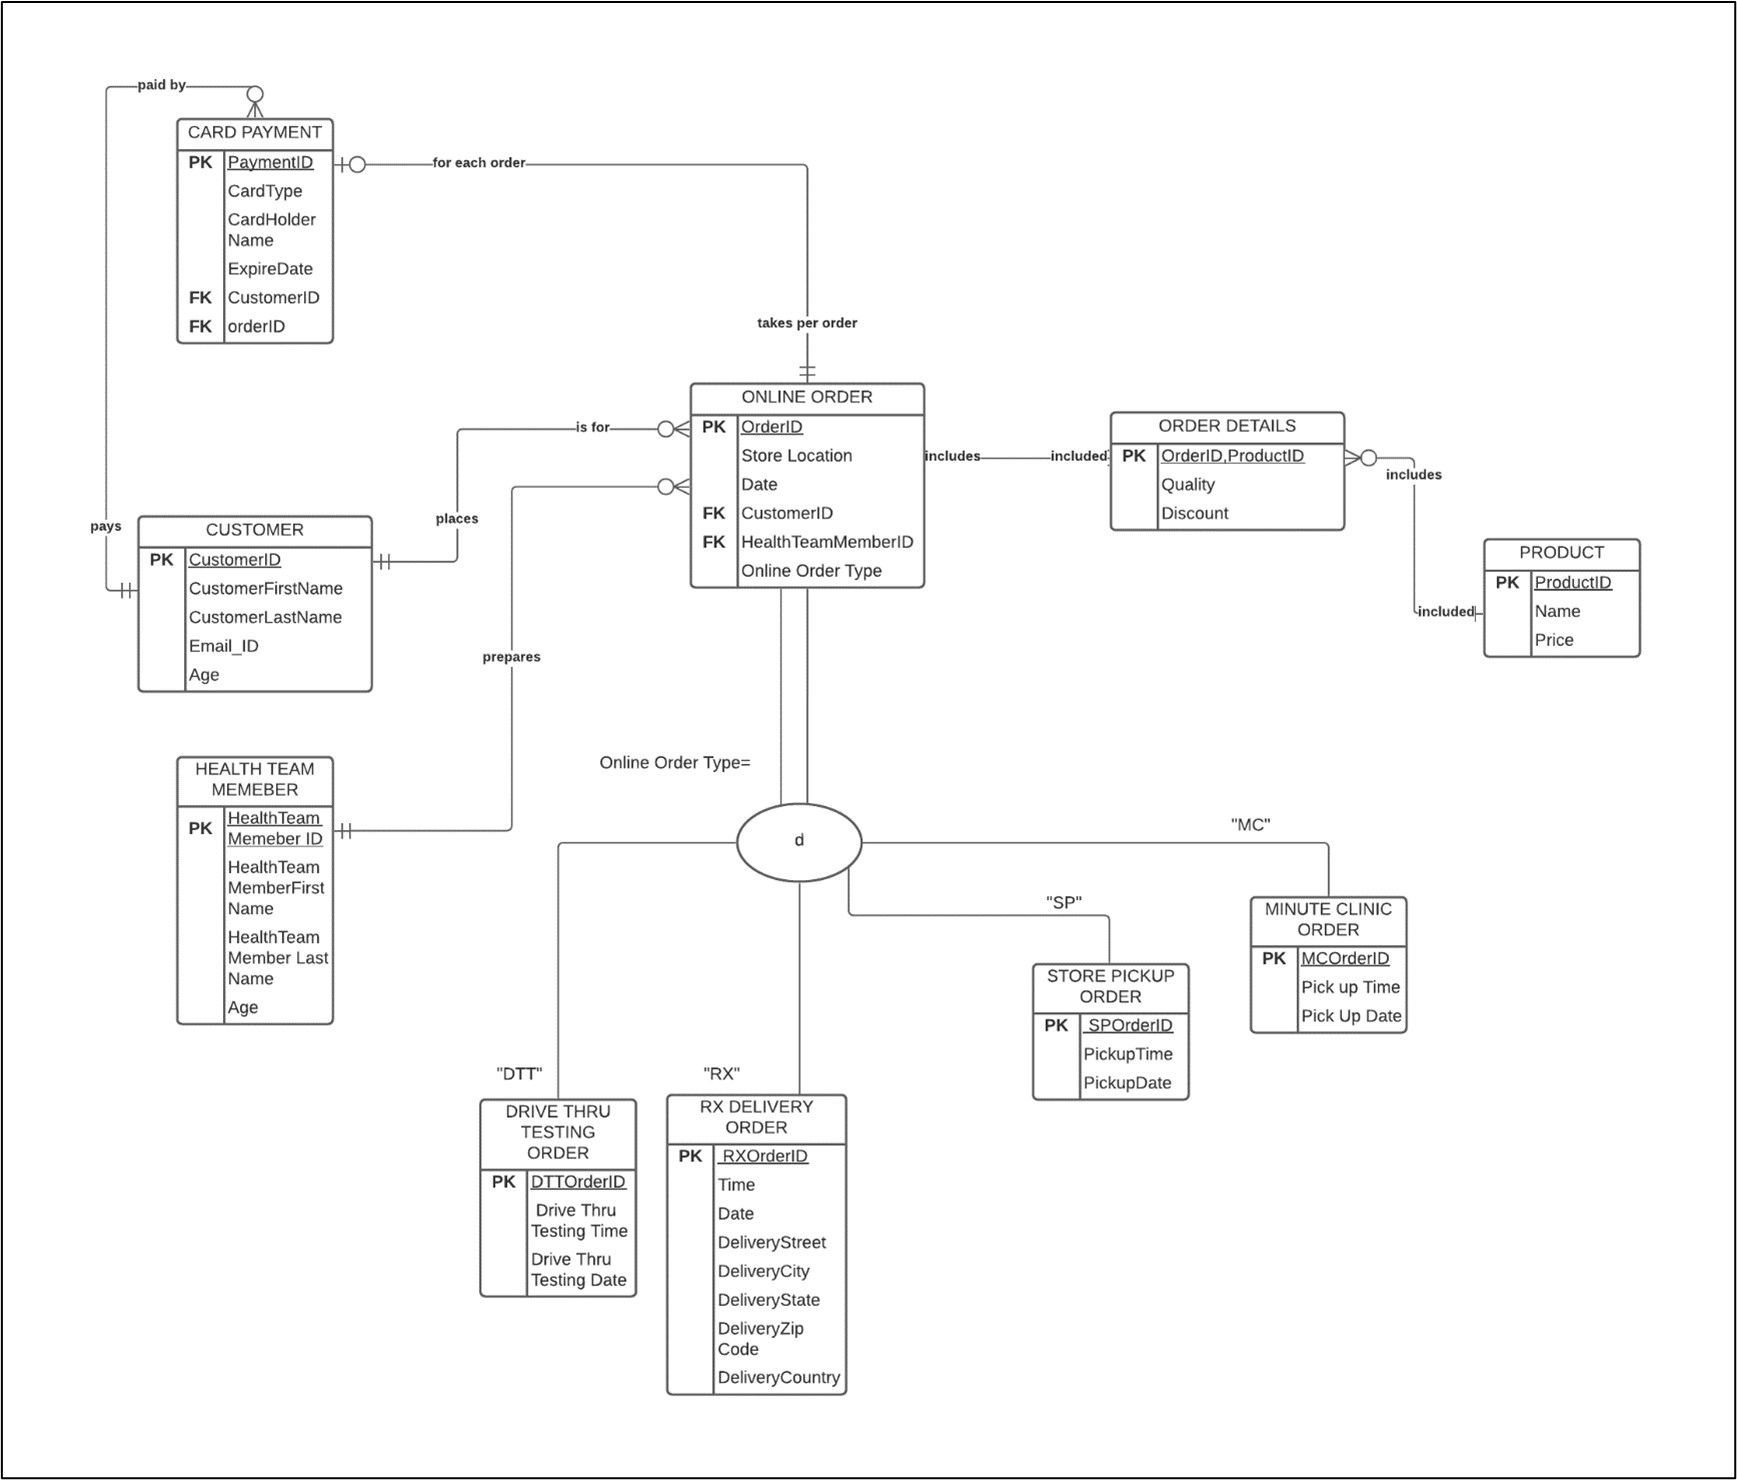 paid by
CARD PAYMENT
PK PaymentID
CardType
CardHolder
Name
ExpireDate
FK CustomerID
FK orderID
for each order
takes per order
ONLINE ORDER
PK OrderID
Store Location
Date
FK CustomerID
FK HealthTeamMemberID
Online Order Type
includes
included
ORDER DETAILS
PK OrderID,ProductID
Quality
Discount
includes
included
PRODUCT
PK ProductID
Name
Price
is for
places
pays
CUSTOMER
PK CustomerID
CustomerFirstName
CustomerLastName
Email_ID
Age
prepares
HEALTH TEAM
MEMEBER
PK HealthTeam
Memeber ID
HealthTeam
MemberFirst
Name
HealthTeam
Member Last
Name
Age
Online Order Type=
d
"MC"
"SP"
MINUTE CLINIC
ORDER
PK MCOrderID
Pick up Time
Pick Up Date
STORE PICKUP
ORDER
PK SPOrderID
PickupTime
PickupDate
"DTT"
"RX"
DRIVE THRU
TESTING
ORDER
PK DTTOrderID
Drive Thru
Testing Time
Drive Thru
Testing Date
RX DELIVERY
ORDER
PK RXOrderID
Time
Date
DeliveryStreet
DeliveryCity
DeliveryState
DeliveryZip
Code
DeliveryCountry